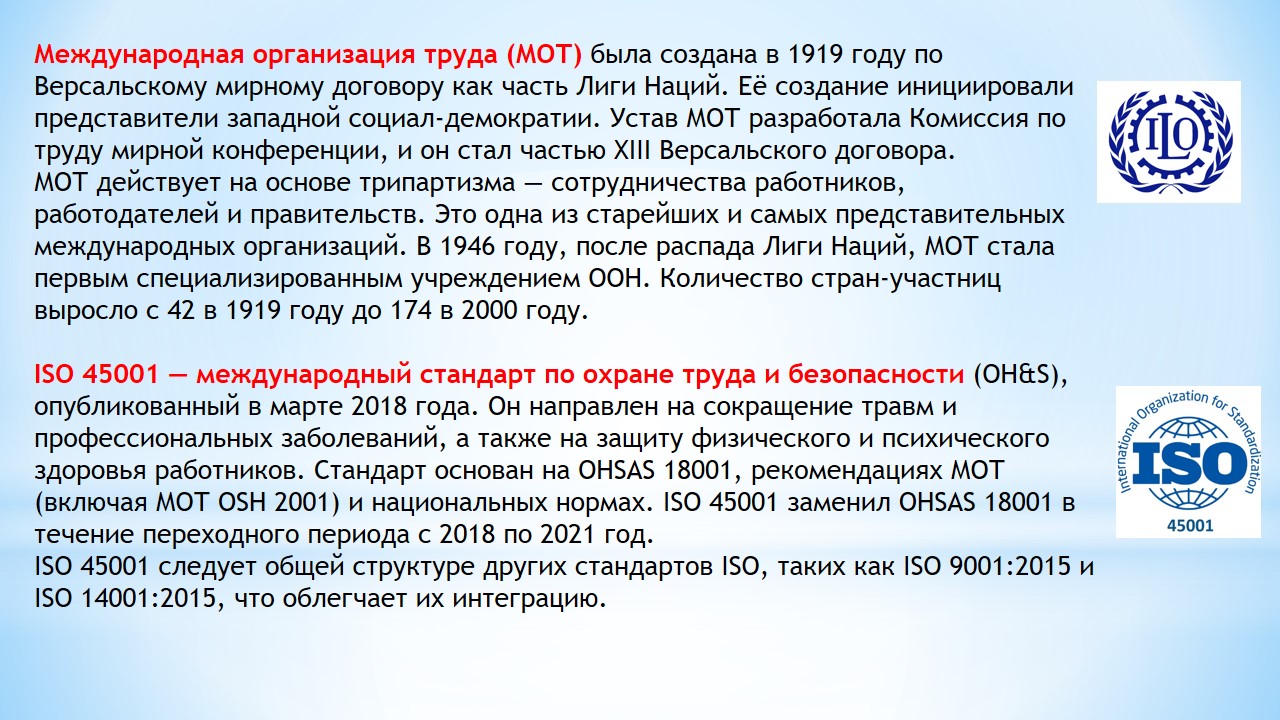 Международная организация труда (МОТ) была создана в 1919 году по
Версальскому мирному договору как часть Лиги Наций. Её создание инициировали
представители западной социал-демократии. Устав МОТ разработала Комиссия по
труду мирной конференции, и он стал частью XIII Версальского договора.
МОТ действует на основе трипартизма — сотрудничества работников,
работодателей и правительств. Это одна из старейших и самых представительных
международных организаций. В 1946 году, после распада Лиги Наций, МОТ стала
первым специализированным учреждением ООН. Количество стран-участниц
выросло с 42 в 1919 году до 174 в 2000 году.
ILO
ISO 45001 — международный стандарт по охране труда и безопасности (OH&S),
опубликованный в марте 2018 года. Он направлен на сокращение травм и
профессиональных заболеваний, а также на защиту физического и психического
здоровья работников. Стандарт основан на OHSAS 18001, рекомендациях МОТ
(включая МОТ OSH 2001) и национальных нормах. ISO 45001 заменил OHSAS 18001 в
течение переходного периода с 2018 по 2021 год.
ISO 45001 следует общей структуре других стандартов ISO, таких как ISO 9001:2015 и
ISO 14001:2015, что облегчает их интеграцию.
International Organization for Standardization
ISO
45001